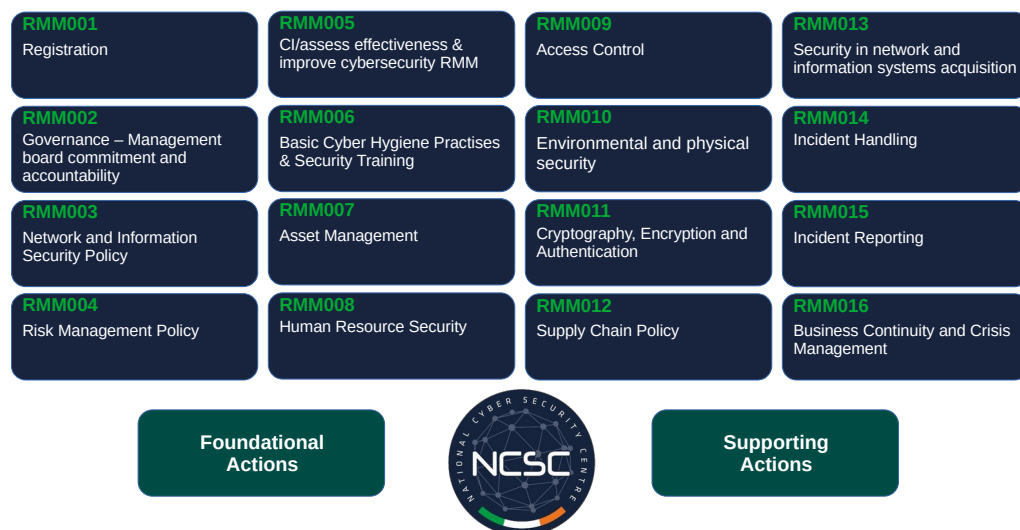 RMM001
Registration
RMM002
Governance – Management
board commitment and
accountability
RMM003
Network and Information
Security Policy
RMM004
Risk Management Policy
RMM005
CI/assess effectiveness &
improve cybersecurity RMM
RMM006
Basic Cyber Hygiene Practises
& Security Training
RMM007
Asset Management
RMM008
Human Resource Security
RMM009
Access Control
RMM010
Environmental and physical
security
RMM011
Cryptography, Encryption and
Authentication
RMM012
Supply Chain Policy
RMM013
Security in network and
information systems acquisition
RMM014
Incident Handling
RMM015
Incident Reporting
RMM016
Business Continuity and Crisis
Management
Foundational
Actions
NATIONAL CYBER SECURITY CENTRE
NCSC
Supporting
Actions